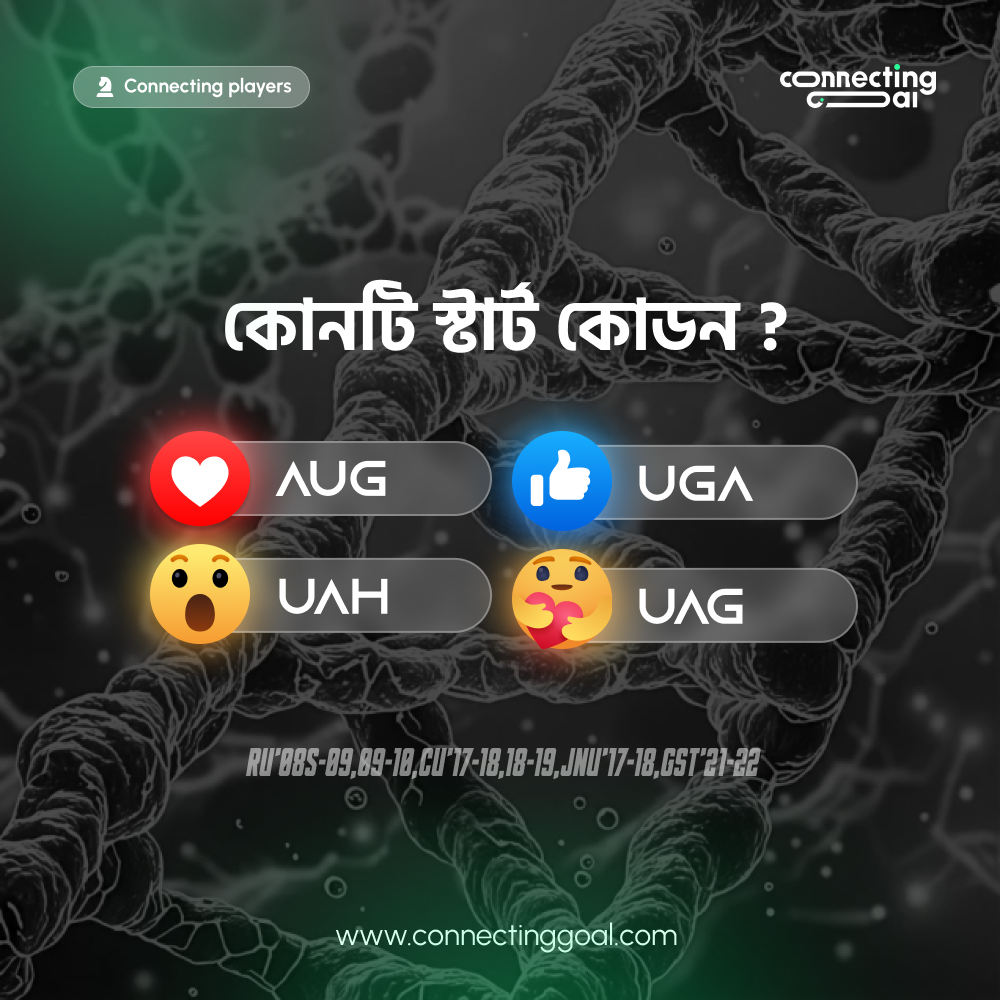 Connecting players
connecting
goal
কোনটি স্টার্ট কোডন ?
AUG
UGA
UAH
UAG
RU'08S-09,09-10,CU'17-18,18-19,JNU'17-18,GST'21-22
www.connectinggoal.com